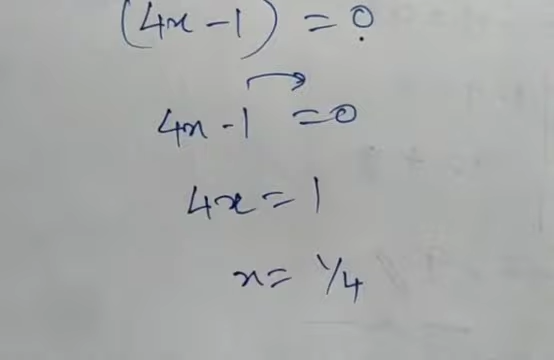 (4x-1) = 0
4x-1 =0
4x = 1
x = 1/4